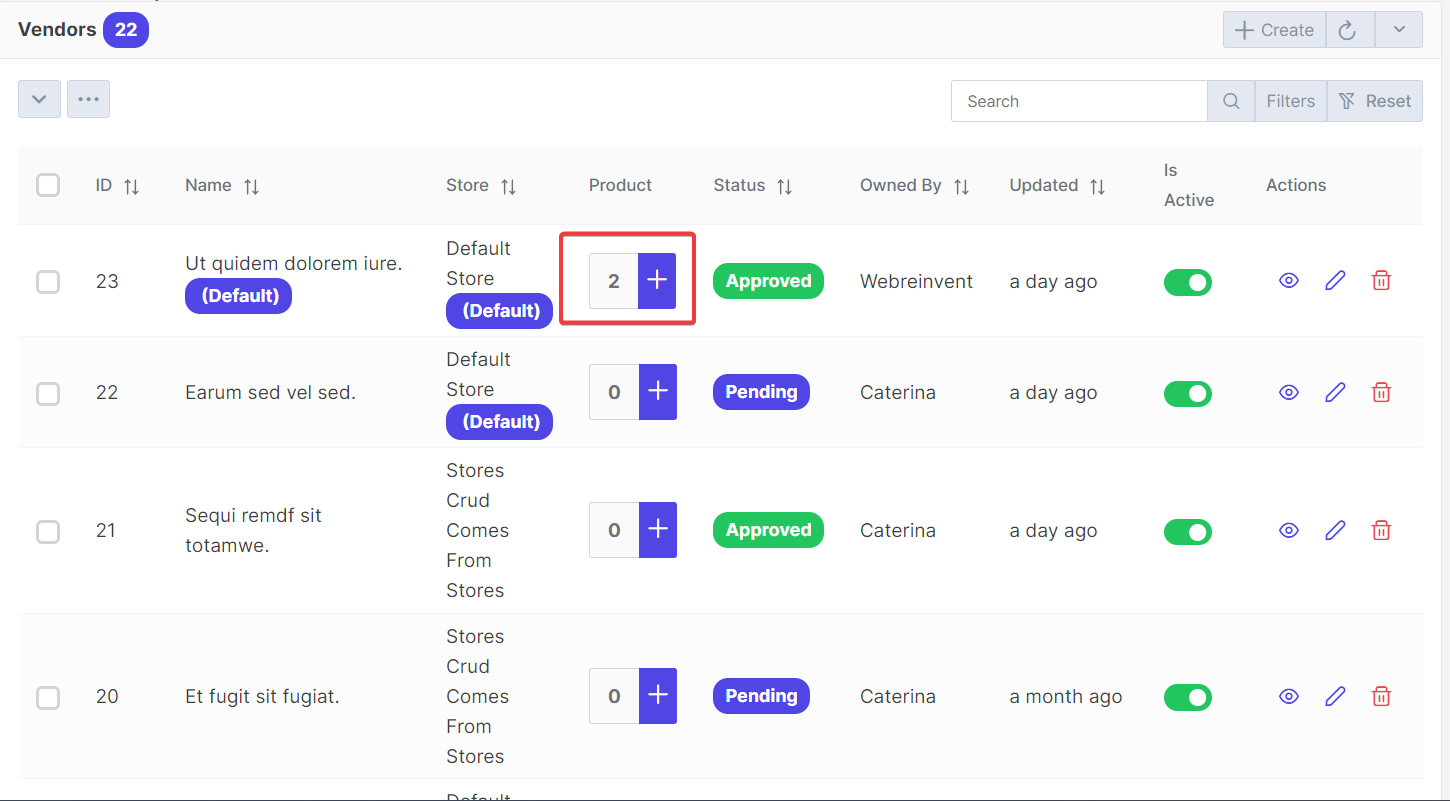 Vendors 22
Create
Search Filters Reset
ID Name Store Product Status Owned By Updated Is Active Actions
23
Ut quidem dolorem iure.
(Default)
Default
Store
(Default)
2
Approved
Webreinvent
a day ago
22
Earum sed vel sed.
Default
Store
(Default)
0
Pending
Caterina
a day ago
21
Sequi remdf sit
totamwe.
Stores
Crud
Comes
From
Stores
0
Approved
Caterina
a day ago
20
Et fugit sit fugiat.
Stores
Crud
Comes
From
Stores
0
Pending
Caterina
a month ago
Default